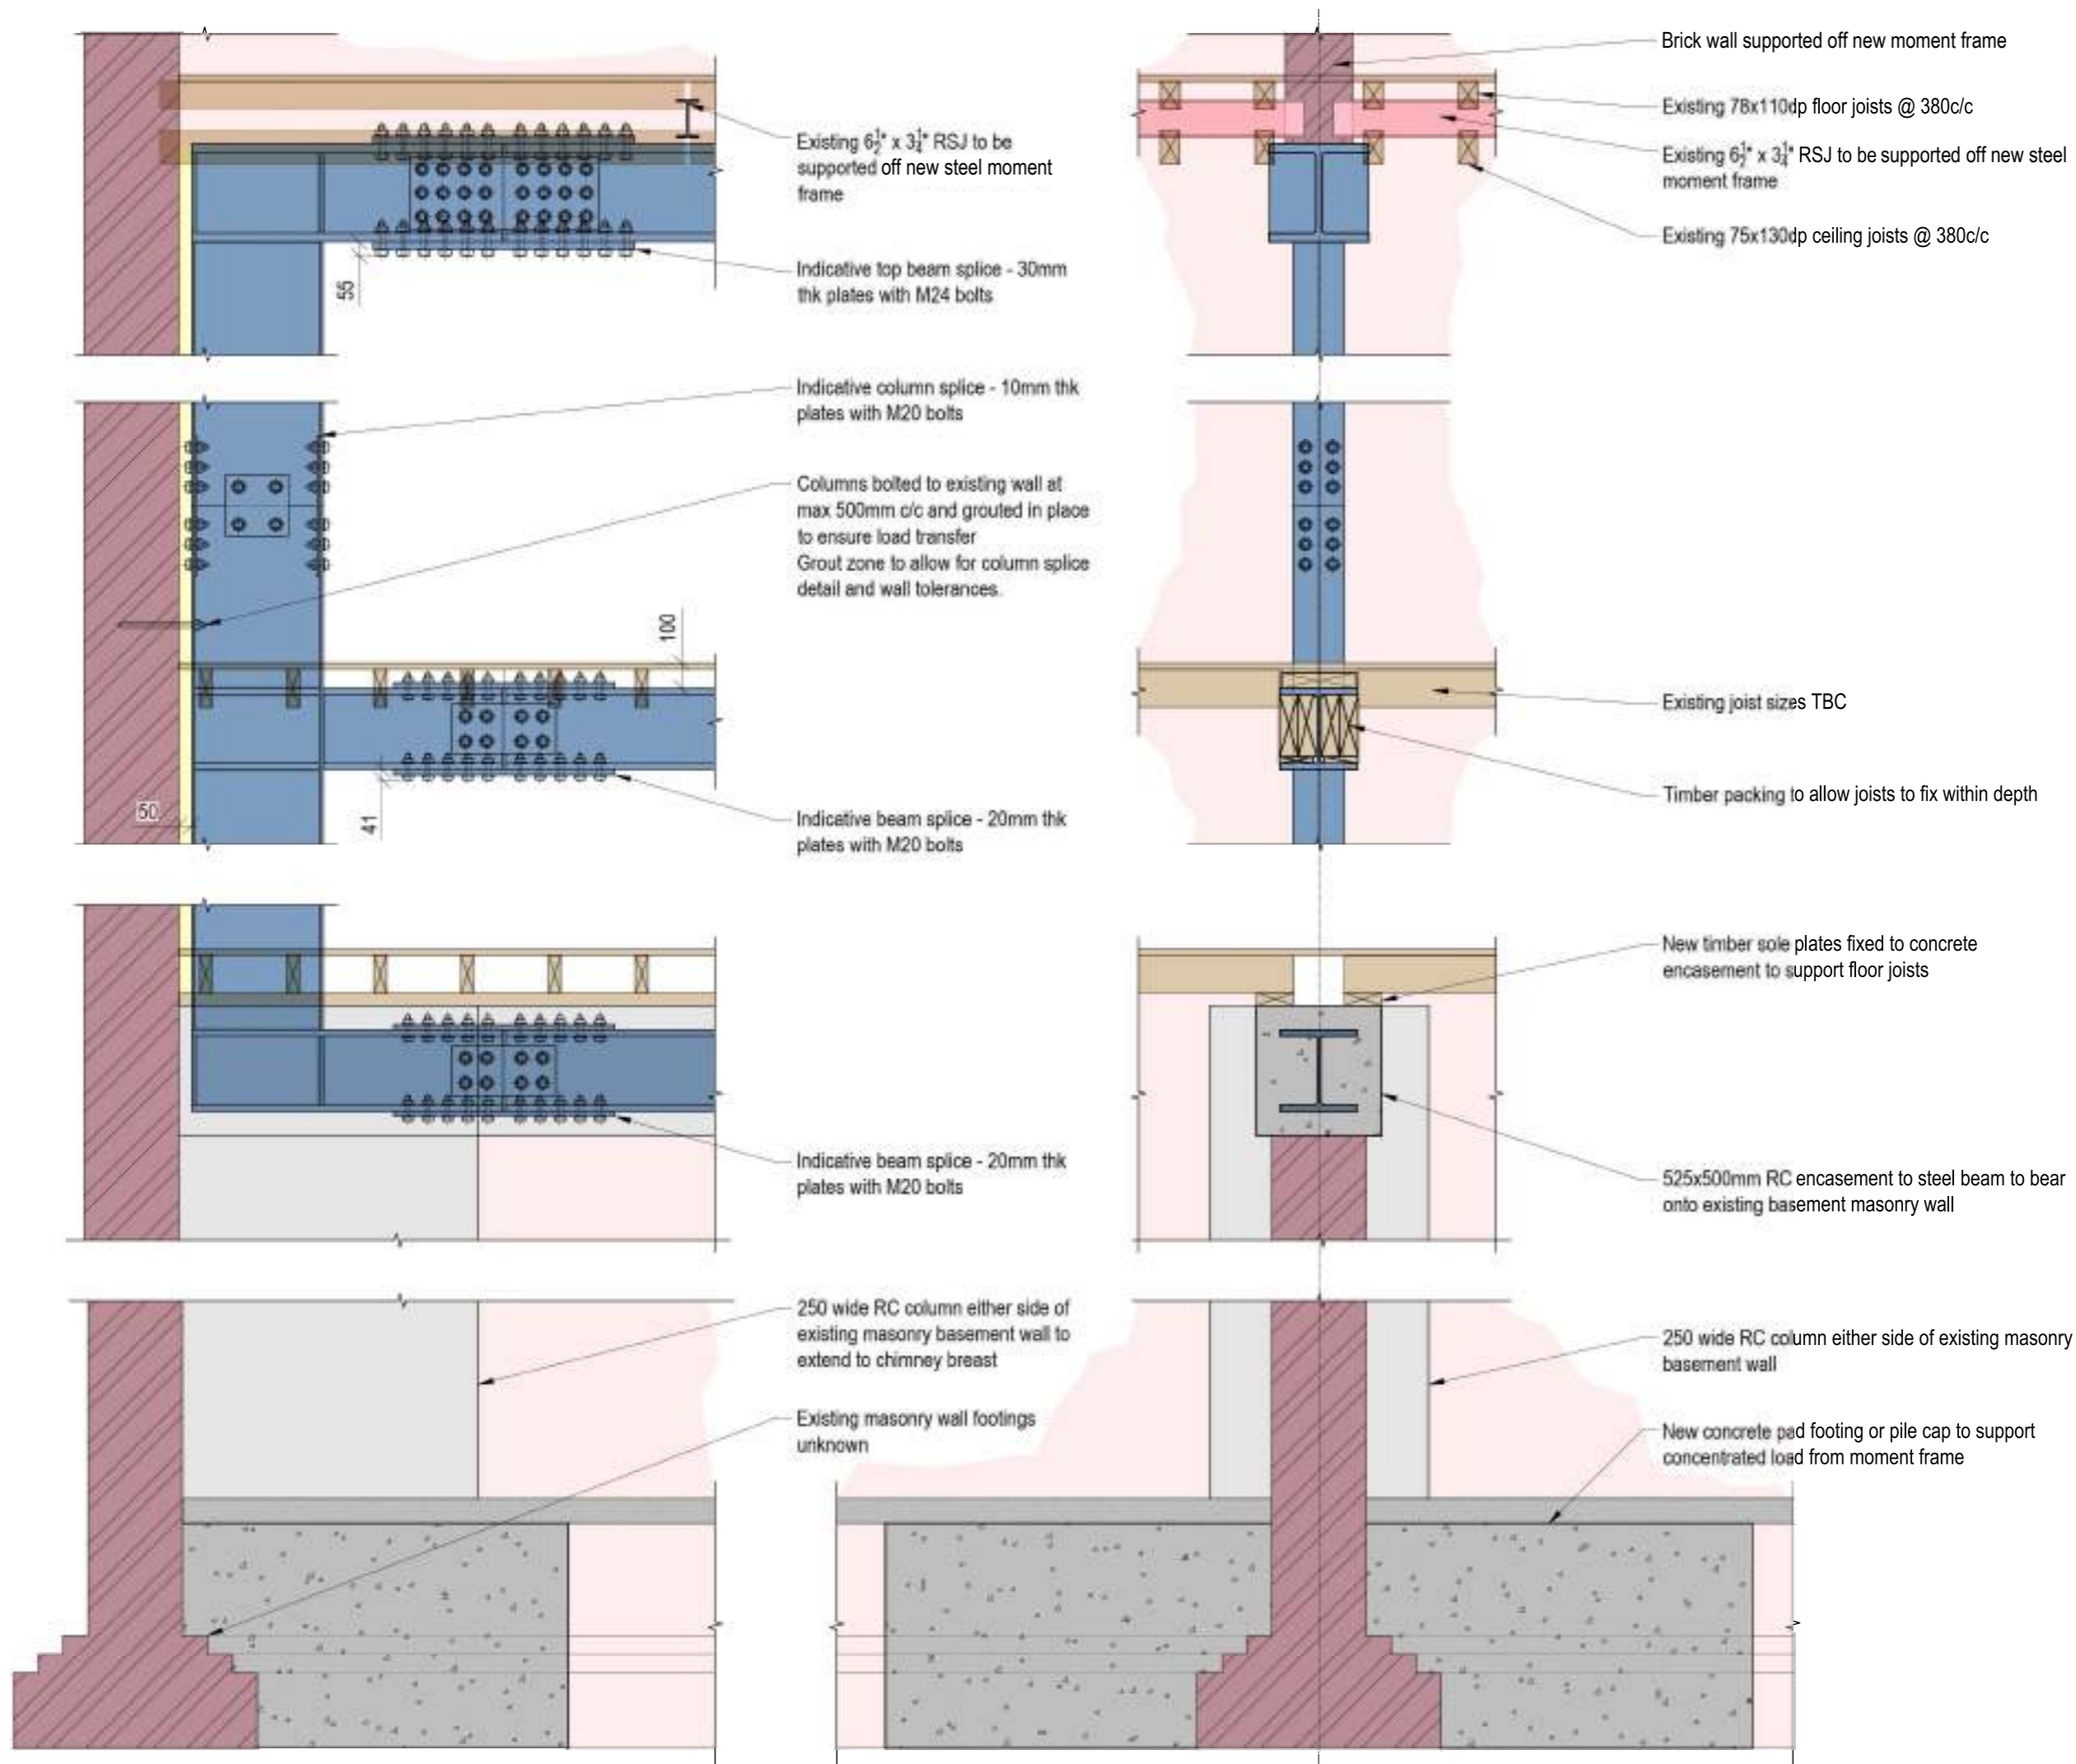 Brick wall supported off new moment frame
Existing 78x110dp floor joists @ 380c/c
Existing 6½" x 3¼" RSJ to be
supported off new steel moment
frame
Existing 6½" x 3¼" RSJ to be supported off new steel
moment frame
Existing 75x130dp ceiling joists @ 380c/c
Indicative top beam splice - 30mm
thk plates with M24 bolts
55
Indicative column splice - 10mm thk
plates with M20 bolts
Columns bolted to existing wall at
max 500mm c/c and grouted in place
to ensure load transfer
Grout zone to allow for column splice
detail and wall tolerances.
100
Existing joist sizes TBC
Timber packing to allow joists to fix within depth
50
41
Indicative beam splice - 20mm thk
plates with M20 bolts
New timber sole plates fixed to concrete
encasement to support floor joists
Indicative beam splice - 20mm thk
plates with M20 bolts
525x500mm RC encasement to steel beam to bear
onto existing basement masonry wall
250 wide RC column either side of
existing masonry basement wall to
extend to chimney breast
250 wide RC column either side of existing masonry
basement wall
Existing masonry wall footings
unknown
New concrete pad footing or pile cap to support
concentrated load from moment frame